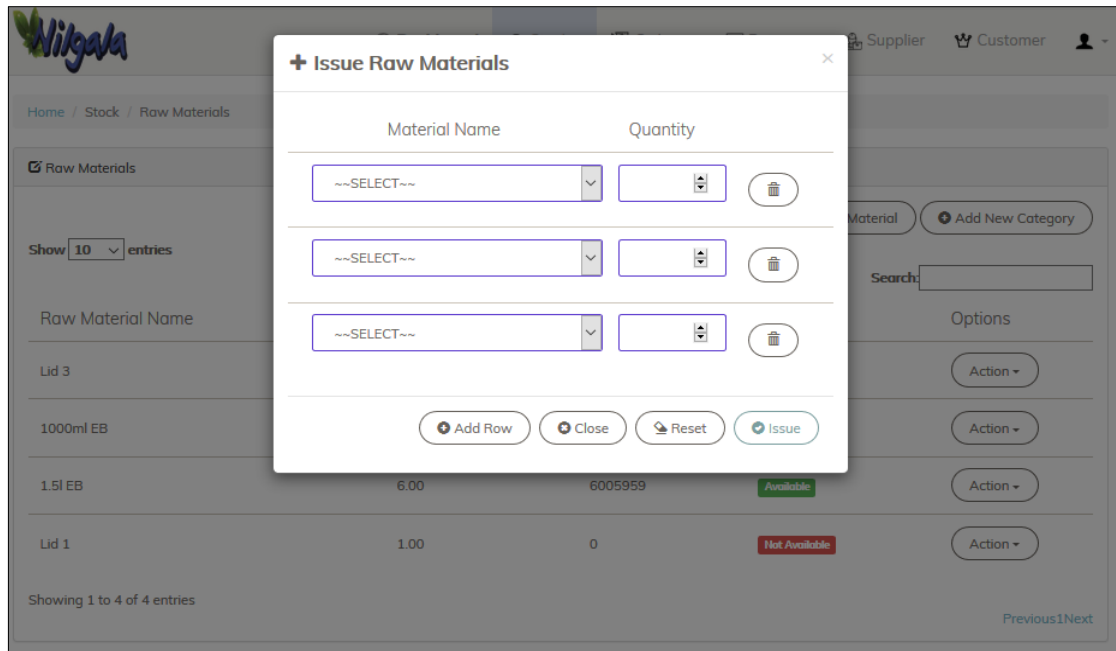 Nilgala
Supplier
Customer
Issue Raw Materials
×
Home / Stock / Raw Materials
Material Name Quantity
Raw Materials
~~SELECT~~
Material
Add New Category
Show 10 entries
~~SELECT~~
Search:
Raw Material Name
Options
~~SELECT~~
Lid 3
Action
1000ml EB
Add Row
Close
Reset
Issue
Action
1.5l EB 6.00 6005959 Available Action
Lid 1 1.00 0 Not Available Action
Showing 1 to 4 of 4 entries
Previous1Next